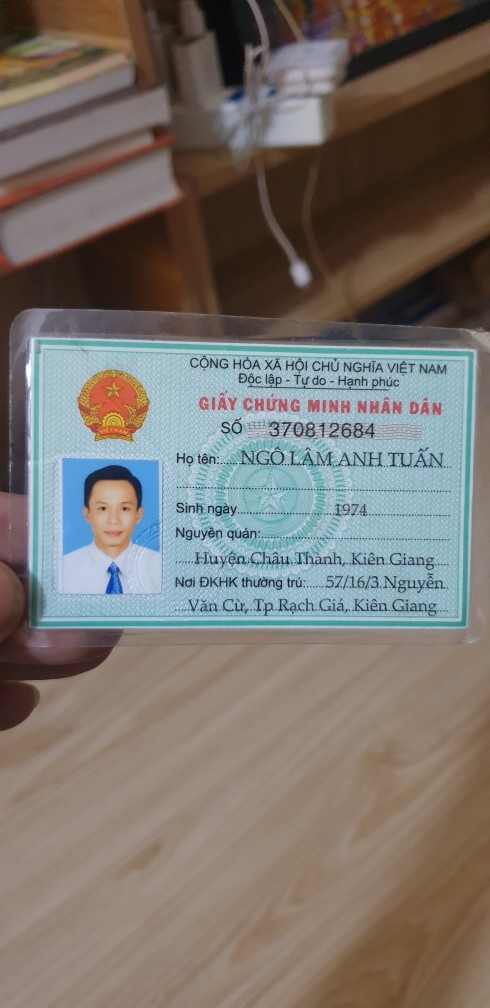 CỘNG HÒA XÃ HỘI CHỦ NGHĨA VIỆT NAM
Độc lập - Tự do - Hạnh phúc
GIẤY CHỨNG MINH NHÂN DÂN
SỐ 370812684
Họ tên:.....NGÔ LÂM ANH TUẤN
Sinh ngày........................1974
Nguyên quán:
Huyện Châu Thành, Kiên Giang
Nơi ĐKHK thường trú:.....57/16/3 Nguyễn
Văn Cừ, Tp Rạch Giá, Kiên Giang
VIỆT NAM